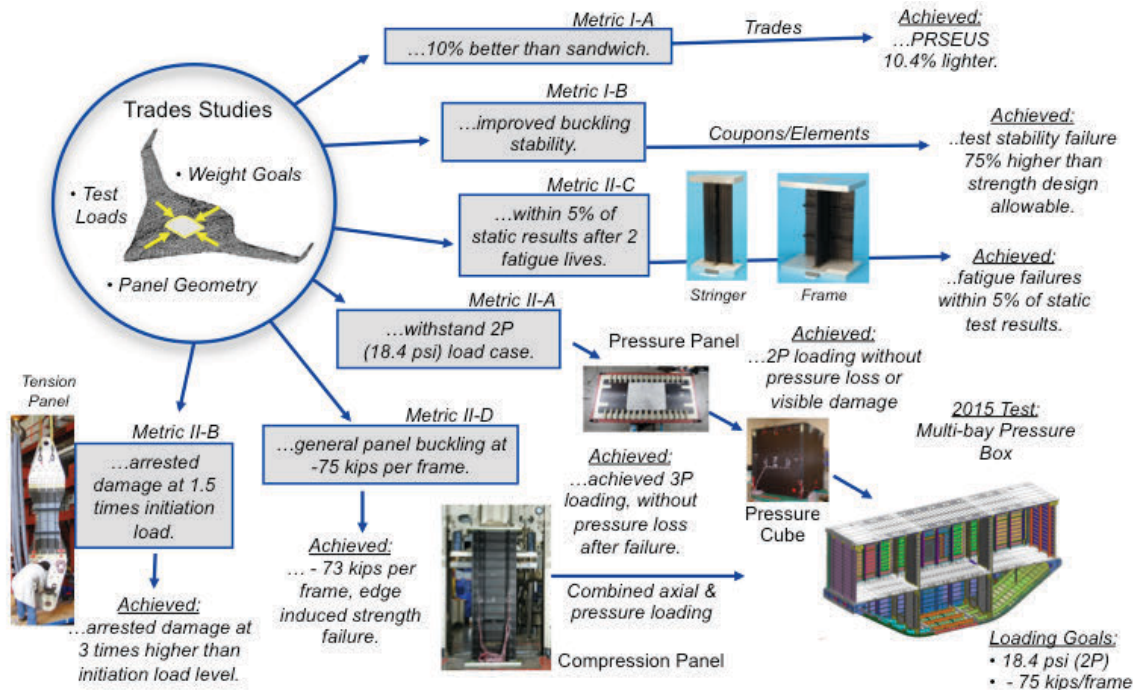 Trades Studies
• Weight Goals
• Test
Loads
• Panel Geometry
Metric I-A
…10% better than sandwich.
Trades
Achieved:
…PRSEUS
10.4% lighter.
Metric I-B
…improved buckling
stability.
Coupons/Elements
Achieved:
..test stability failure
75% higher than
strength design
allowable.
Metric II-C
…within 5% of
static results after 2
fatigue lives.
Stringer
Frame
Achieved:
..fatigue failures
within 5% of static
test results.
Metric II-A
…withstand 2P
(18.4 psi) load case.
Pressure Panel
Achieved:
…achieved 3P
loading, without
pressure loss
after failure.
Achieved:
…2P loading without
pressure loss or
visible damage
Pressure
Cube
2015 Test:
Multi-bay Pressure
Box
Tension
Panel
Metric II-B
…arrested
damage at 1.5
times initiation
load.
Achieved:
…arrested damage at
3 times higher than
initiation load level.
Metric II-D
…general panel buckling at
-75 kips per frame.
Achieved:
… - 73 kips per
frame, edge
induced strength
failure.
Compression Panel
Combined axial &
pressure loading
Loading Goals:
• 18.4 psi (2P)
• - 75 kips/frame